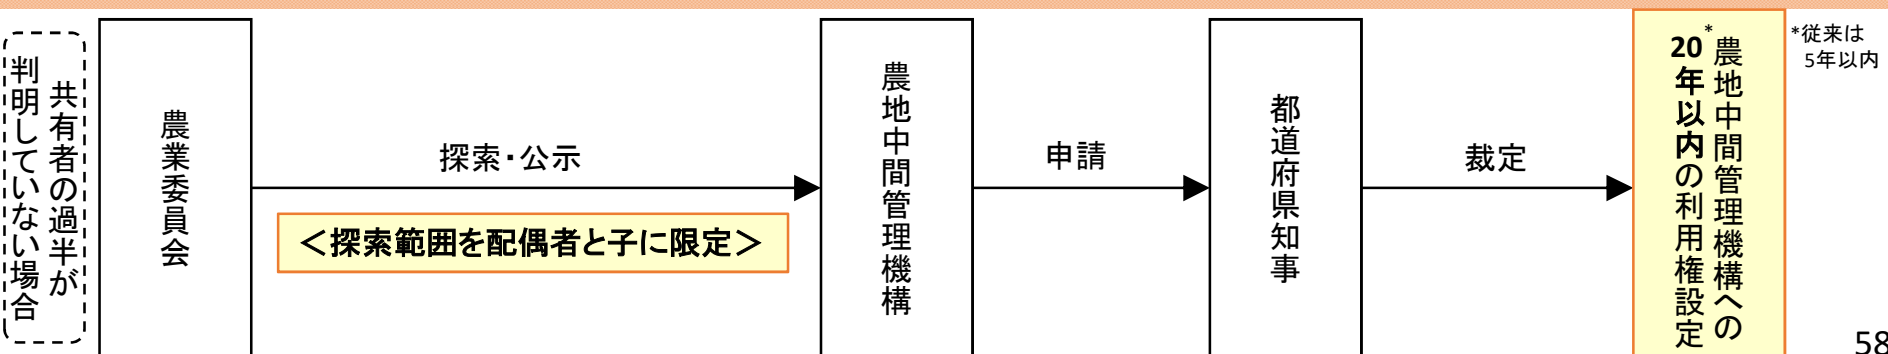 共有者の過半が
判明していない場合
農業委員会
探索・公示
＜探索範囲を配偶者と子に限定＞
農地中間管理機構
申請
都道府県知事
裁定
農地中間管理機構への
20*年以内の利用権設定
*従来は
5年以内
58